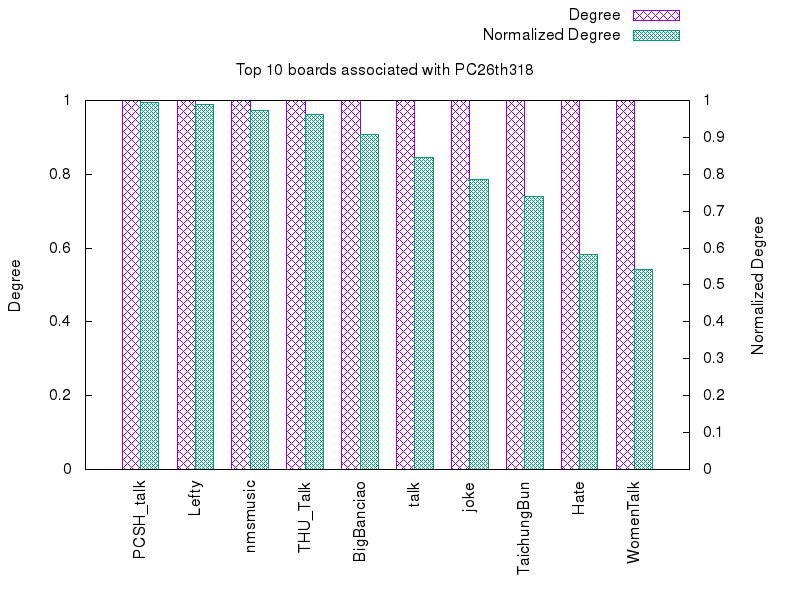 Degree
Normalized Degree
Top 10 boards associated with PC26th318
1
0.8
0.6
0.4
0.2
0
1
0.9
0.8
0.7
0.6
0.5
0.4
0.3
0.2
0.1
0
Degree
Normalized Degree
PCSH_talk
Lefty
nmsmusic
THU_Talk
BigBanciao
talk
joke
TaichungBun
Hate
WomenTalk